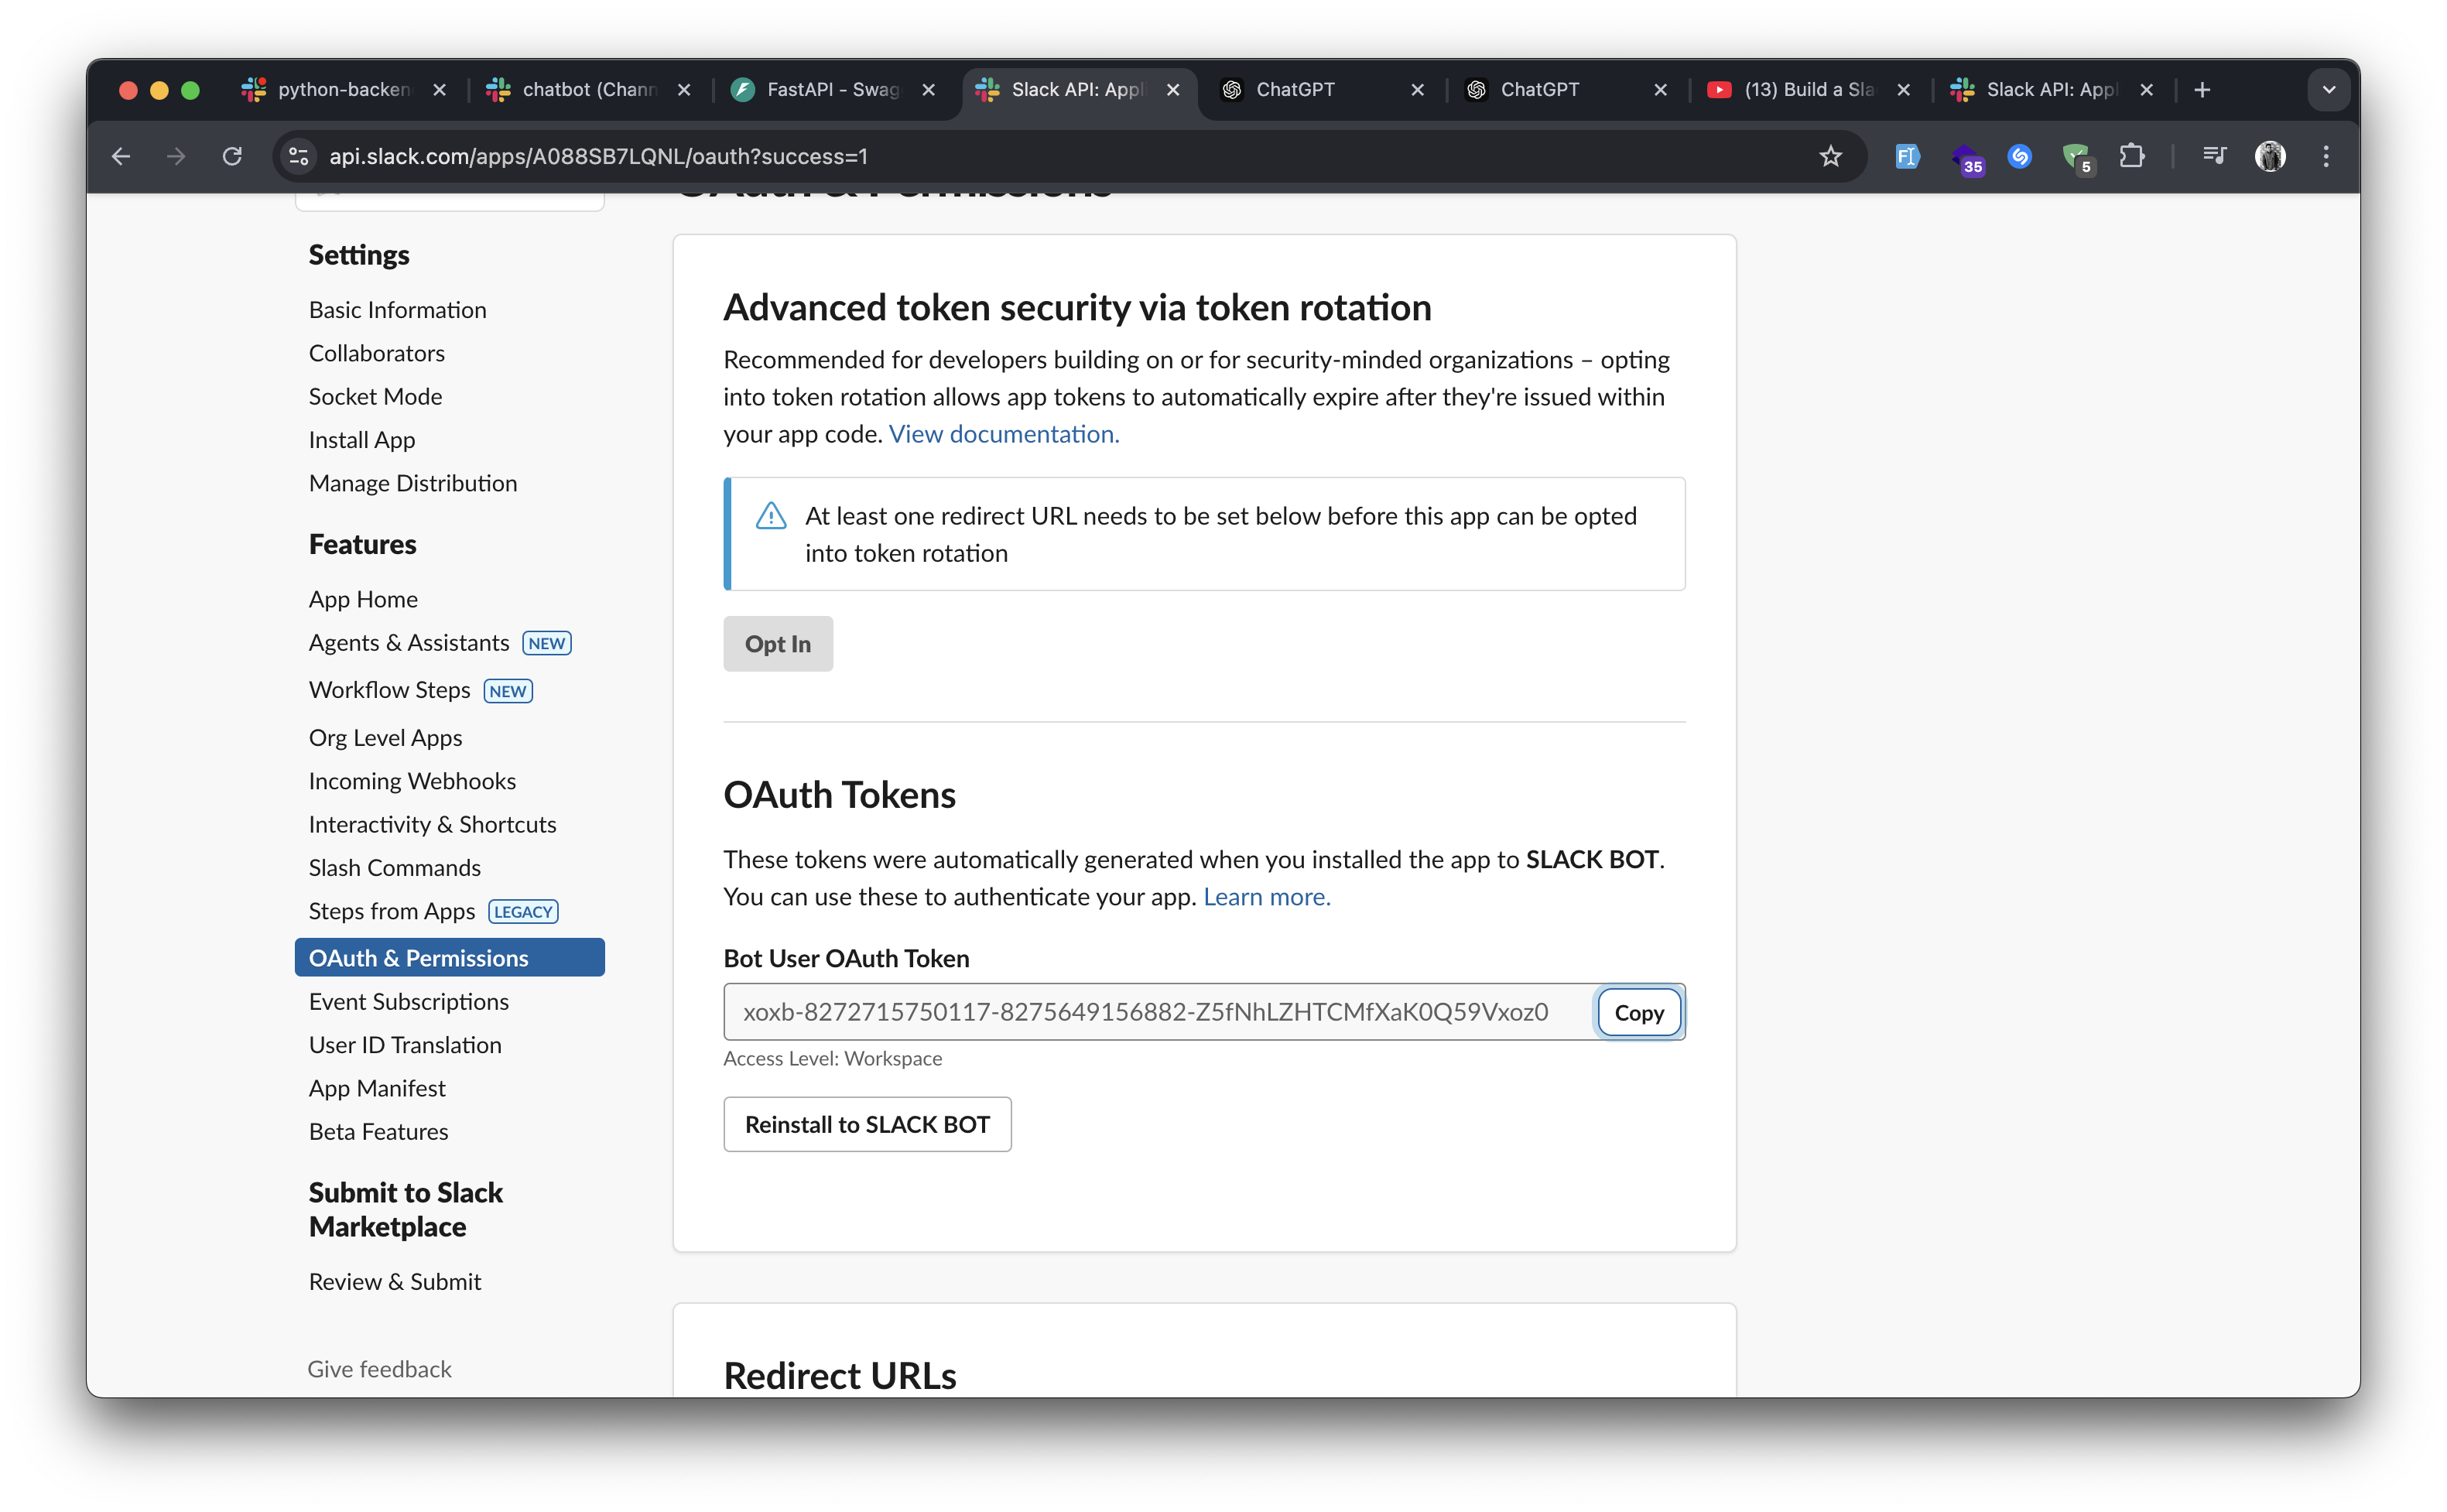 python-backen
chatbot (Chann
FastAPI - Swag
Slack API: Appl
ChatGPT
ChatGPT
(13) Build a Sla
Slack API: Appl
api.slack.com/apps/A088SB7LQNL/oauth?success=1
35
5
Settings
Basic Information
Collaborators
Socket Mode
Install App
Manage Distribution
Features
App Home
Agents & Assistants NEW
Workflow Steps NEW
Org Level Apps
Incoming Webhooks
Interactivity & Shortcuts
Slash Commands
Steps from Apps LEGACY
OAuth & Permissions
Event Subscriptions
User ID Translation
App Manifest
Beta Features
Submit to Slack
Marketplace
Review & Submit
Give feedback
Advanced token security via token rotation
Recommended for developers building on or for security-minded organizations – opting
into token rotation allows app tokens to automatically expire after they're issued within
your app code. View documentation.
At least one redirect URL needs to be set below before this app can be opted
into token rotation
Opt In
OAuth Tokens
These tokens were automatically generated when you installed the app to SLACK BOT.
You can use these to authenticate your app. Learn more.
Bot User OAuth Token
xoxb-8272715750117-8275649156882-Z5fNhLZHTCMfXaK0Q59Vxoz0
Copy
Access Level: Workspace
Reinstall to SLACK BOT
Redirect URLs